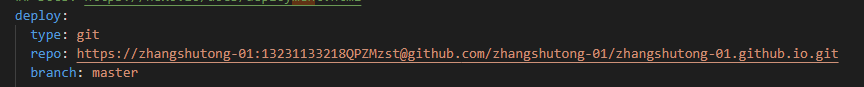 deploy:
type: git
repo: https://zhangshutong-01:13231133218QPZMzst@github.com/zhangshutong-01/zhangshutong-01.github.io.git
branch: master